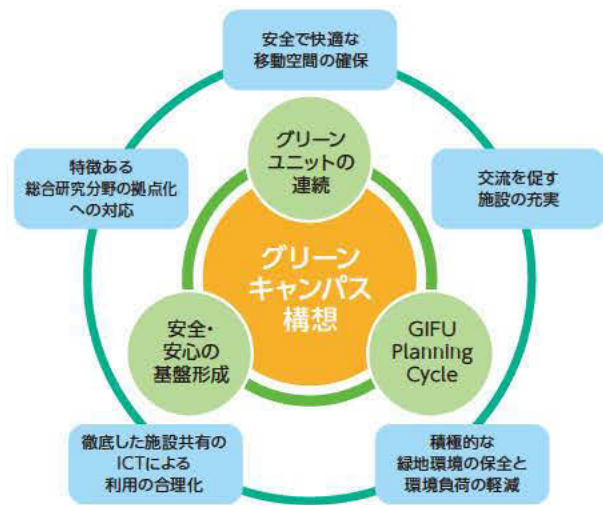 安全で快適な
移動空間の確保
グリーン
ユニットの
連続
特徴ある
総合研究分野の拠点化
への対応
交流を促す
施設の充実
グリーン
キャンパス
構想
安全・
安心の
基盤形成
GIFU
Planning
Cycle
徹底した施設共有の
ICTによる
利用の合理化
積極的な
緑地環境の保全と
環境負荷の軽減